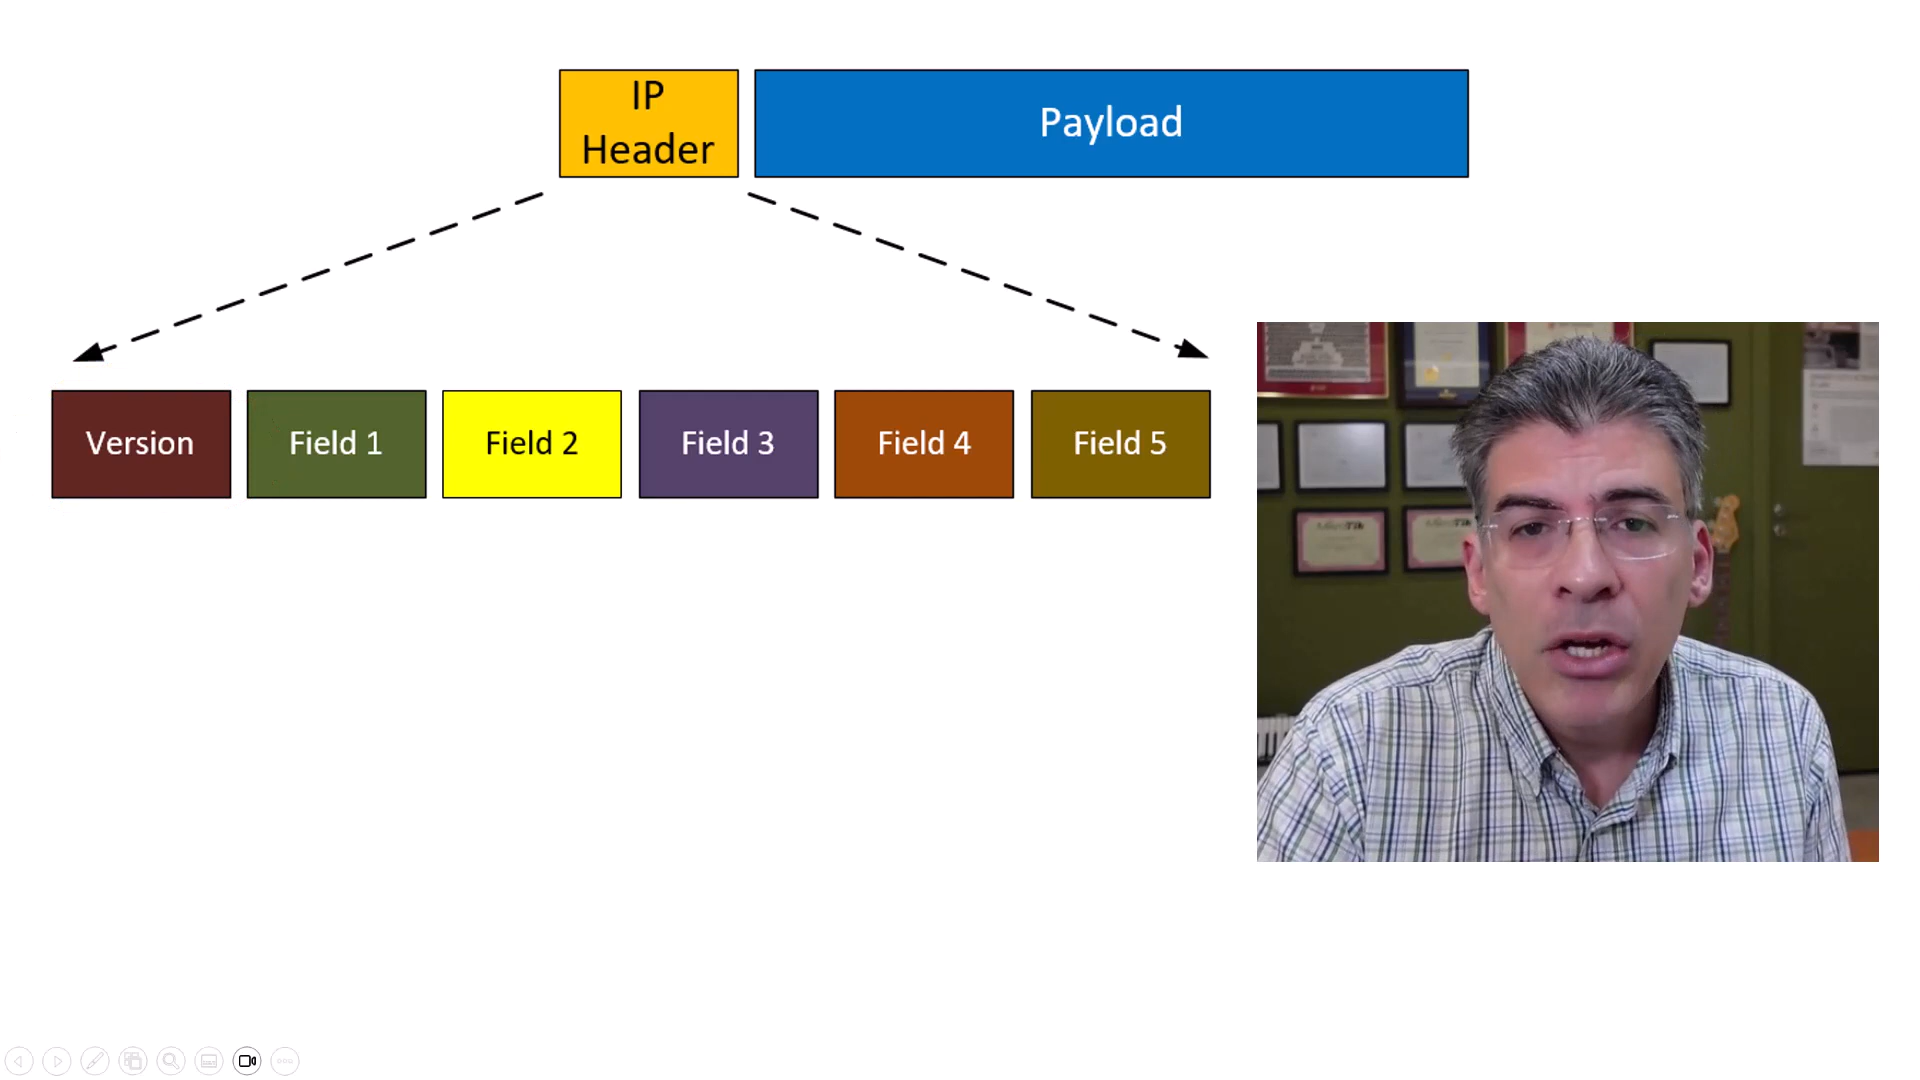 IP
Header
Payload
Version
Field 1
Field 2
Field 3
Field 4
Field 5